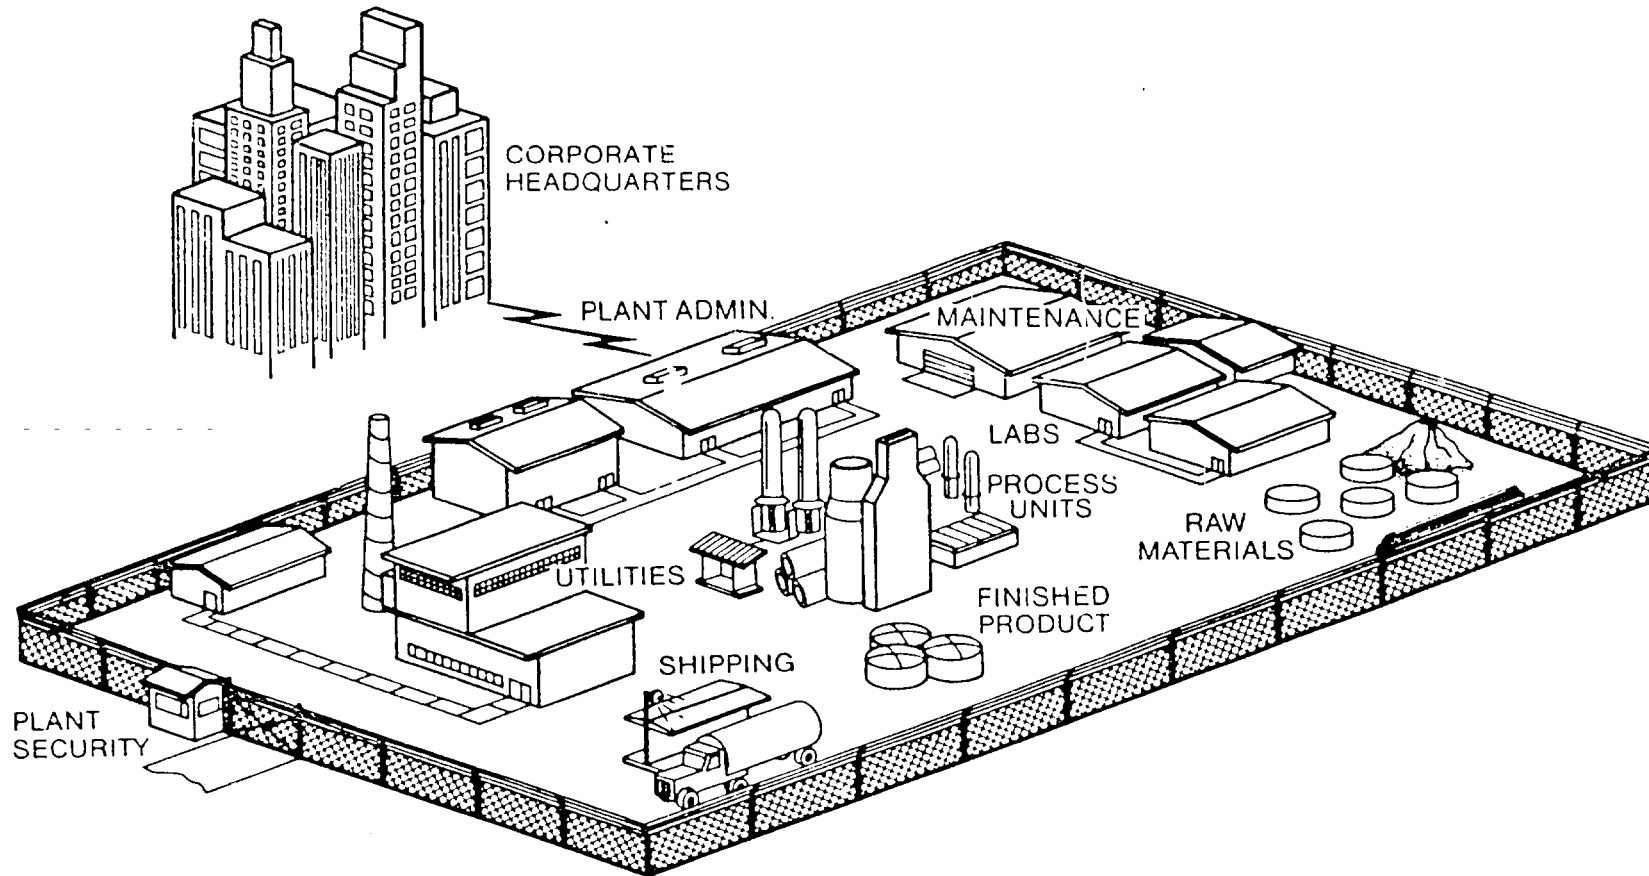 CORPORATE
HEADQUARTERS
PLANT ADMIN.
MAINTENANCE
LABS
PROCESS
UNITS
RAW
MATERIALS
UTILITIES
FINISHED
PRODUCT
SHIPPING
PLANT
SECURITY